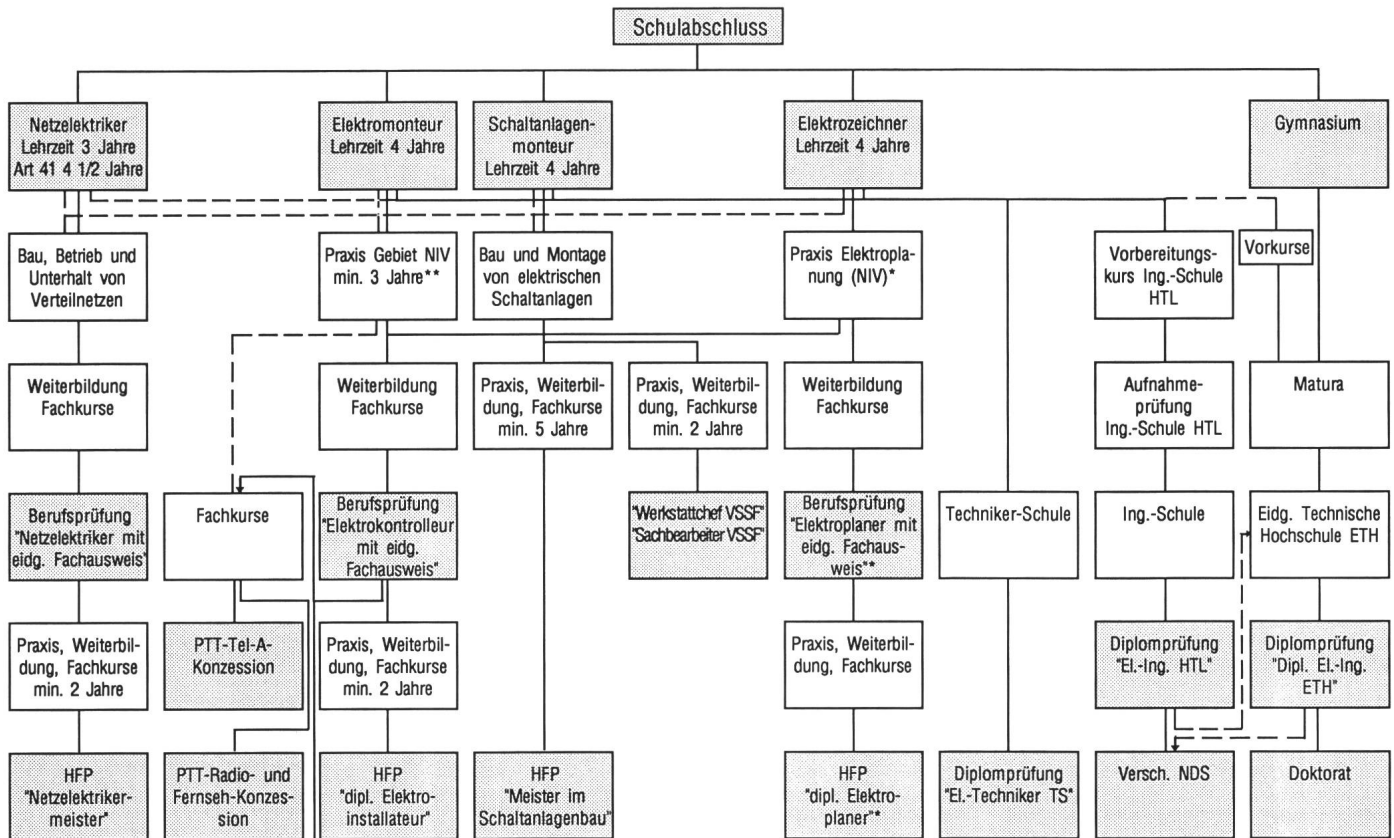 Schulabschluss
Netzelektriker
Lehrzeit 3 Jahre
Art 41 4 1/2 Jahre
Elektromonteur
Lehrzeit 4 Jahre
Schaltanlagen-
monteur
Lehrzeit 4 Jahre
Elektrozeichner
Lehrzeit 4 Jahre
Gymnasium
Bau, Betrieb und
Unterhalt von
Verteilnetzen
Praxis Gebiet NIV
min. 3 Jahre**
Bau und Montage
von elektrischen
Schaltanlagen
Praxis Elektropla-
nung (NIV)*
Vorbereitungs-
kurs Ing.-Schule
HTL
Vorkurse
Weiterbildung
Fachkurse
Weiterbildung
Fachkurse
Praxis, Weiterbil-
dung, Fachkurse
min. 5 Jahre
Praxis, Weiterbil-
dung, Fachkurse
min. 2 Jahre
Weiterbildung
Fachkurse
Aufnahme-
prüfung
Ing.-Schule HTL
Matura
Berufsprüfung
"Netzelektriker mit
eidg. Fachausweis"
Fachkurse
Berufsprüfung
"Elektrokontrolleur
mit eidg.
Fachausweis"
"Werkstattchef VSSF"
"Sachbearbeiter VSSF"
Berufsprüfung
"Elektroplaner mit
eidg. Fachaus-
weis"*
Techniker-Schule
Ing.-Schule
Eidg. Technische
Hochschule ETH
Praxis, Weiterbil-
dung, Fachkurse
min. 2 Jahre
PTT-Tel-A-
Konzession
Praxis, Weiterbil-
dung, Fachkurse
min. 2 Jahre
Praxis, Weiterbil-
dung, Fachkurse
Diplomprüfung
"El.-Ing. HTL"
Diplomprüfung
"Dipl. El.-Ing.
ETH"
HFP
"Netzelektriker-
meister"
PTT-Radio- und
Fernseh-Konzes-
sion
HFP
"dipl. Elektro-
installateur"
HFP
"Meister im
Schaltanlagenbau"
HFP
"dipl. Elektro-
planer"*
Diplomprüfung
"El.-Techniker TS"
Versch. NDS
Doktorat